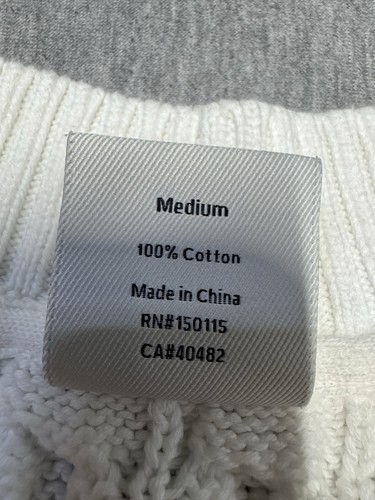 Medium
100% Cotton
Made in China
RN#150115
CA#40482